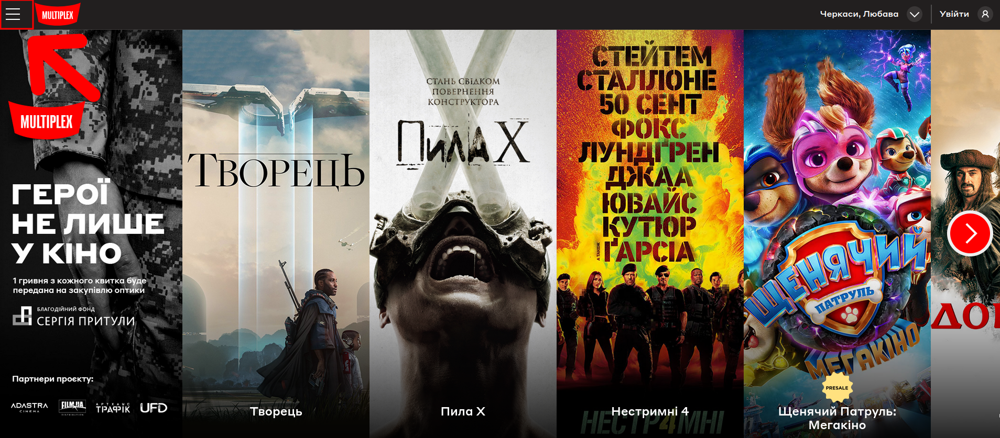 MULTIPLEX
Черкаси, Любава
Увійти
MULTIPLEX
ГЕРОЇ
НЕ ЛИШЕ
У КІНО
1 гривня з кожного квитка буде
передана на закупівлю оптики
БЛАГОДІЙНИЙ ФОНД
СЕРГІЯ ПРИТУЛИ
Партнери проєкту:
ADASTRA
CINEMA
FILM.UA
DISTRIBUTION
АРТХАУС
ТРАФІК
UFD
ТВОРЕЦЬ
Творець
СТАНЬ СВІДКОМ
ПОВЕРНЕННЯ
КОНСТРУКТОРА
ПИЛА X
Пила X
СТЕЙТЕМ
СТАЛЛОНЕ
50 СЕНТ
ФОКС
ЛУНДҐРЕН
ДЖАА
ЮВАЙС
КУТЮР
А ТАКОЖ
ҐАРСІА
НЕСТР4МНІ
Нестримні 4
ЩЕНЯЧИЙ
ПАТРУЛЬ
МЕГАКІНО
PRESALE
Щенячий Патруль:
Мегакіно